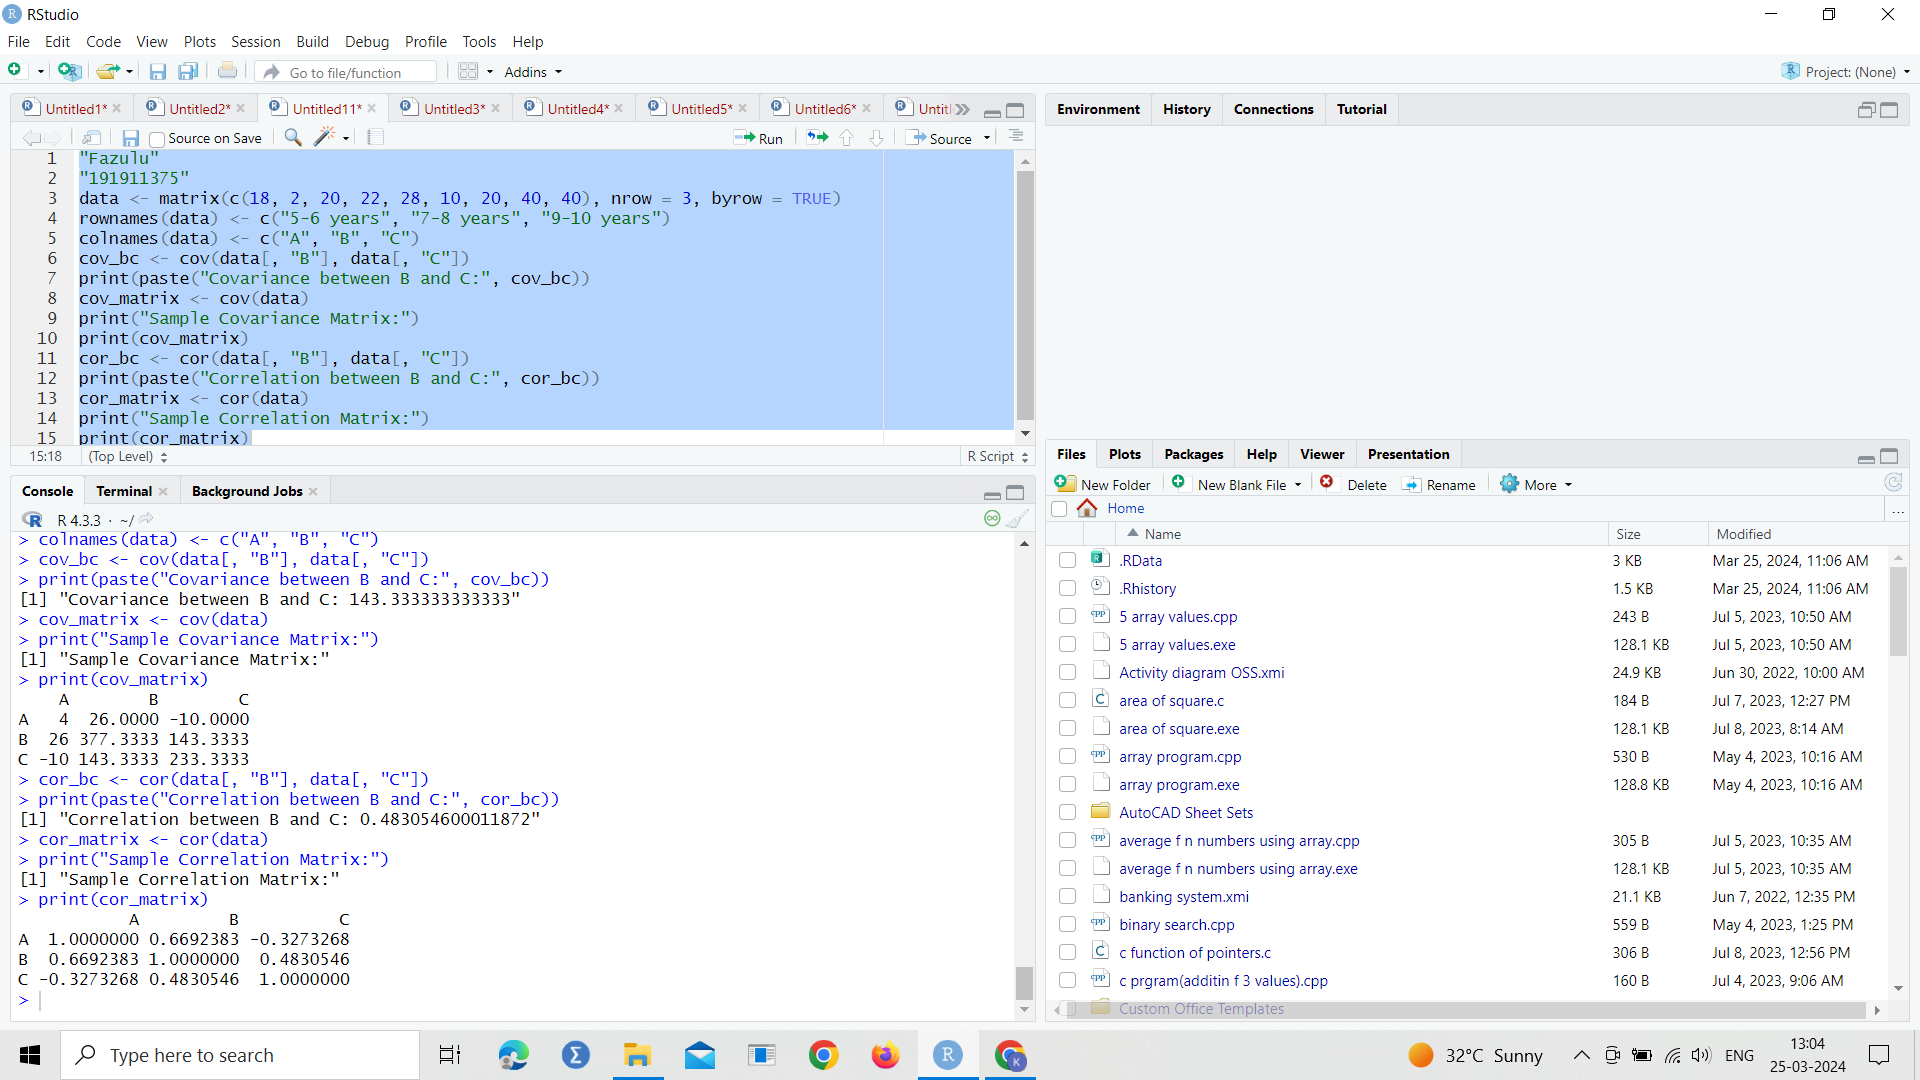 RStudio
File Edit Code View Plots Session Build Debug Profile Tools Help
Go to file/function Addins Project: (None)
Untitled1* Untitled2* Untitled11* Untitled3* Untitled4* Untitled5* Untitled6* Untitl
Source on Save Run Source
1 "Fazulu"
2 "191911375"
3 data <- matrix(c(18, 2, 20, 22, 28, 10, 20, 40, 40), nrow = 3, byrow = TRUE)
4 rownames(data) <- c("5-6 years", "7-8 years", "9-10 years")
5 colnames(data) <- c("A", "B", "C")
6 cov_bc <- cov(data[, "B"], data[, "C"])
7 print(paste("Covariance between B and C:", cov_bc))
8 cov_matrix <- cov(data)
9 print("Sample Covariance Matrix:")
10 print(cov_matrix)
11 cor_bc <- cor(data[, "B"], data[, "C"])
12 print(paste("Correlation between B and C:", cor_bc))
13 cor_matrix <- cor(data)
14 print("Sample Correlation Matrix:")
15 print(cor_matrix)
15:18 (Top Level) R Script
Console Terminal Background Jobs
R 4.3.3 · ~/
> colnames(data) <- c("A", "B", "C")
> cov_bc <- cov(data[, "B"], data[, "C"])
> print(paste("Covariance between B and C:", cov_bc))
[1] "Covariance between B and C: 143.333333333333"
> cov_matrix <- cov(data)
> print("Sample Covariance Matrix:")
[1] "Sample Covariance Matrix:"
> print(cov_matrix)
A B C
A 4 26.0000 -10.0000
B 26 377.3333 143.3333
C -10 143.3333 233.3333
> cor_bc <- cor(data[, "B"], data[, "C"])
> print(paste("Correlation between B and C:", cor_bc))
[1] "Correlation between B and C: 0.483054600011872"
> cor_matrix <- cor(data)
> print("Sample Correlation Matrix:")
[1] "Sample Correlation Matrix:"
> print(cor_matrix)
A B C
A 1.0000000 0.6692383 -0.3273268
B 0.6692383 1.0000000 0.4830546
C -0.3273268 0.4830546 1.0000000
>
Environment History Connections Tutorial
Files Plots Packages Help Viewer Presentation
New Folder New Blank File Delete Rename More
Home ...
Name Size Modified
.RData 3 KB Mar 25, 2024, 11:06 AM
.Rhistory 1.5 KB Mar 25, 2024, 11:06 AM
5 array values.cpp 243 B Jul 5, 2023, 10:50 AM
5 array values.exe 128.1 KB Jul 5, 2023, 10:50 AM
Activity diagram OSS.xmi 24.9 KB Jun 30, 2022, 10:00 AM
area of square.c 184 B Jul 7, 2023, 12:27 PM
area of square.exe 128.1 KB Jul 8, 2023, 8:14 AM
array program.cpp 530 B May 4, 2023, 10:16 AM
array program.exe 128.8 KB May 4, 2023, 10:16 AM
AutoCAD Sheet Sets
average f n numbers using array.cpp 305 B Jul 5, 2023, 10:35 AM
average f n numbers using array.exe 128.1 KB Jul 5, 2023, 10:35 AM
banking system.xmi 21.1 KB Jun 7, 2022, 12:35 PM
binary search.cpp 559 B May 4, 2023, 1:25 PM
c function of pointers.c 306 B Jul 8, 2023, 12:56 PM
c prgram(additin f 3 values).cpp 160 B Jul 4, 2023, 9:06 AM
Custom Office Templates
Type here to search 32°C Sunny ENG 13:04
25-03-2024